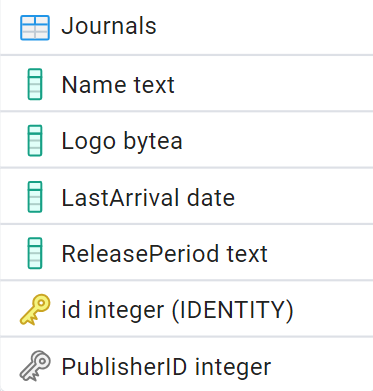 Journals
Name text
Logo bytea
LastArrival date
ReleasePeriod text
id integer (IDENTITY)
PublisherID integer